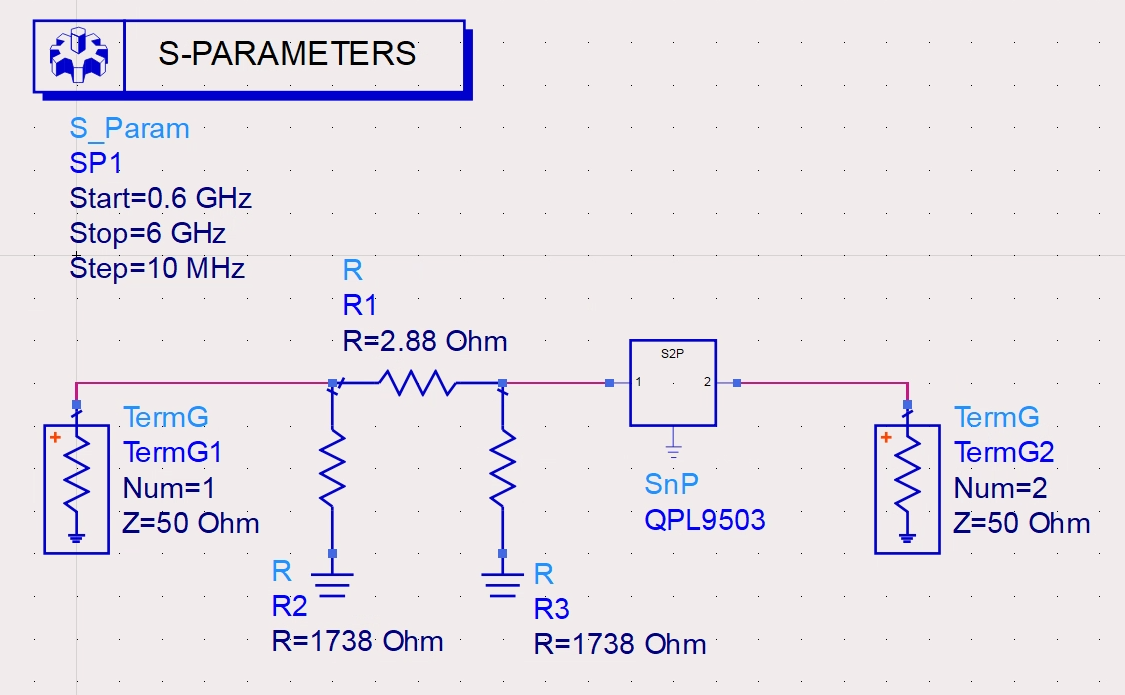 S-PARAMETERS
S_Param
SP1
Start=0.6 GHz
Stop=6 GHz
Step=10 MHz
R
R1
R=2.88 Ohm
S2P
1
2
TermG
TermG1
Num=1
Z=50 Ohm
R
R2
R=1738 Ohm
R
R3
R=1738 Ohm
SnP
QPL9503
TermG
TermG2
Num=2
Z=50 Ohm